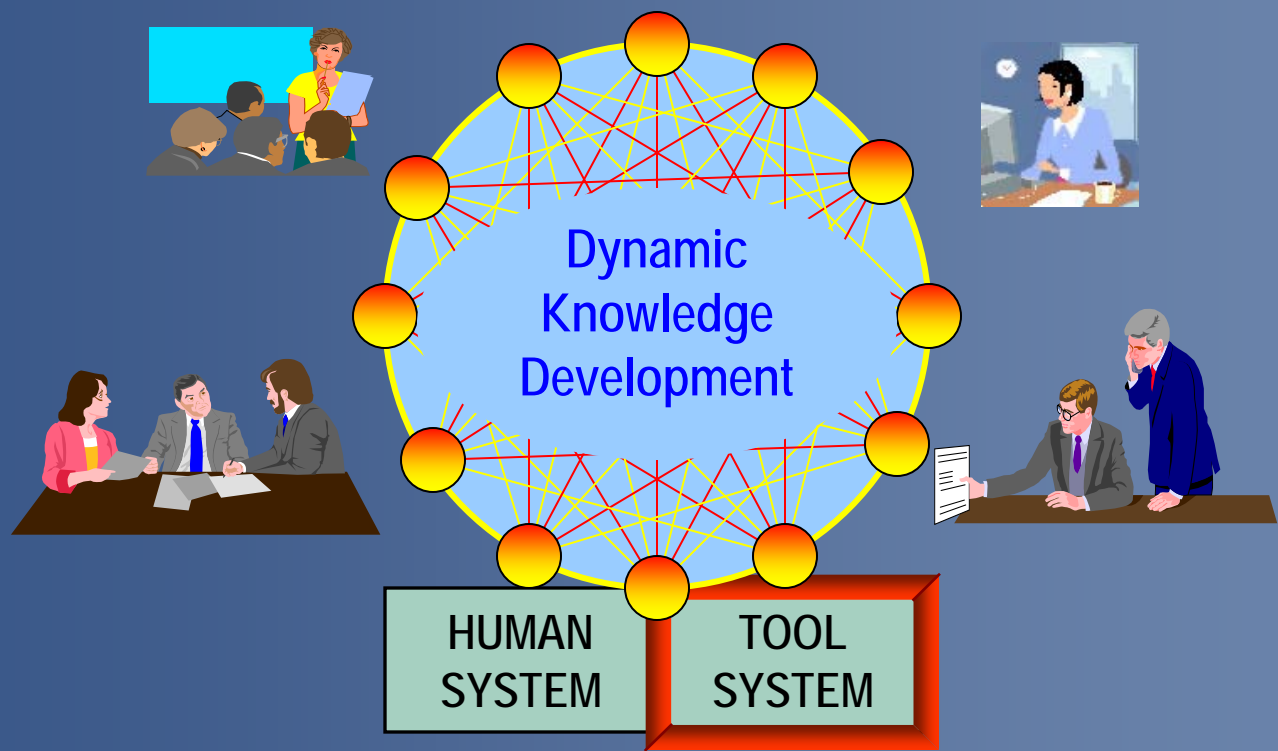 Dynamic
Knowledge
Development
HUMAN
SYSTEM
TOOL
SYSTEM